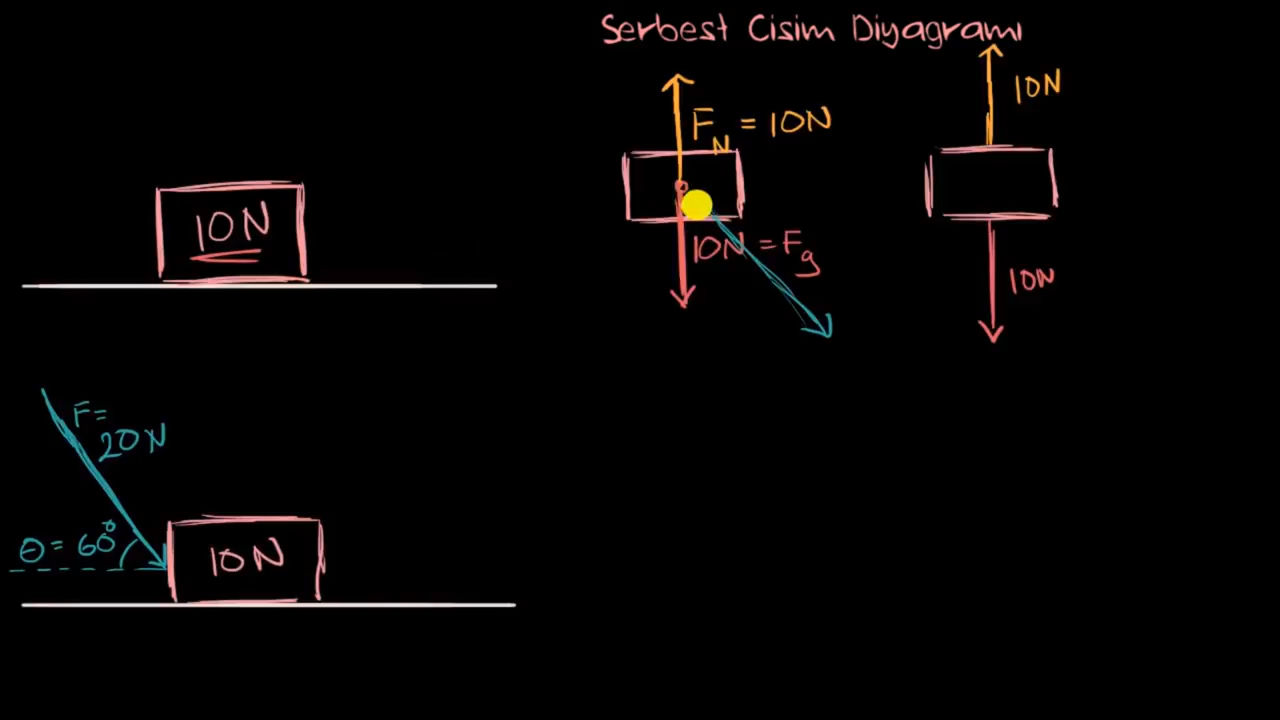 Serbest Cisim Diyagramı
10N
F_N = 10N
10N
10N = F_g
10N
F=
20N
θ = 60°
10N